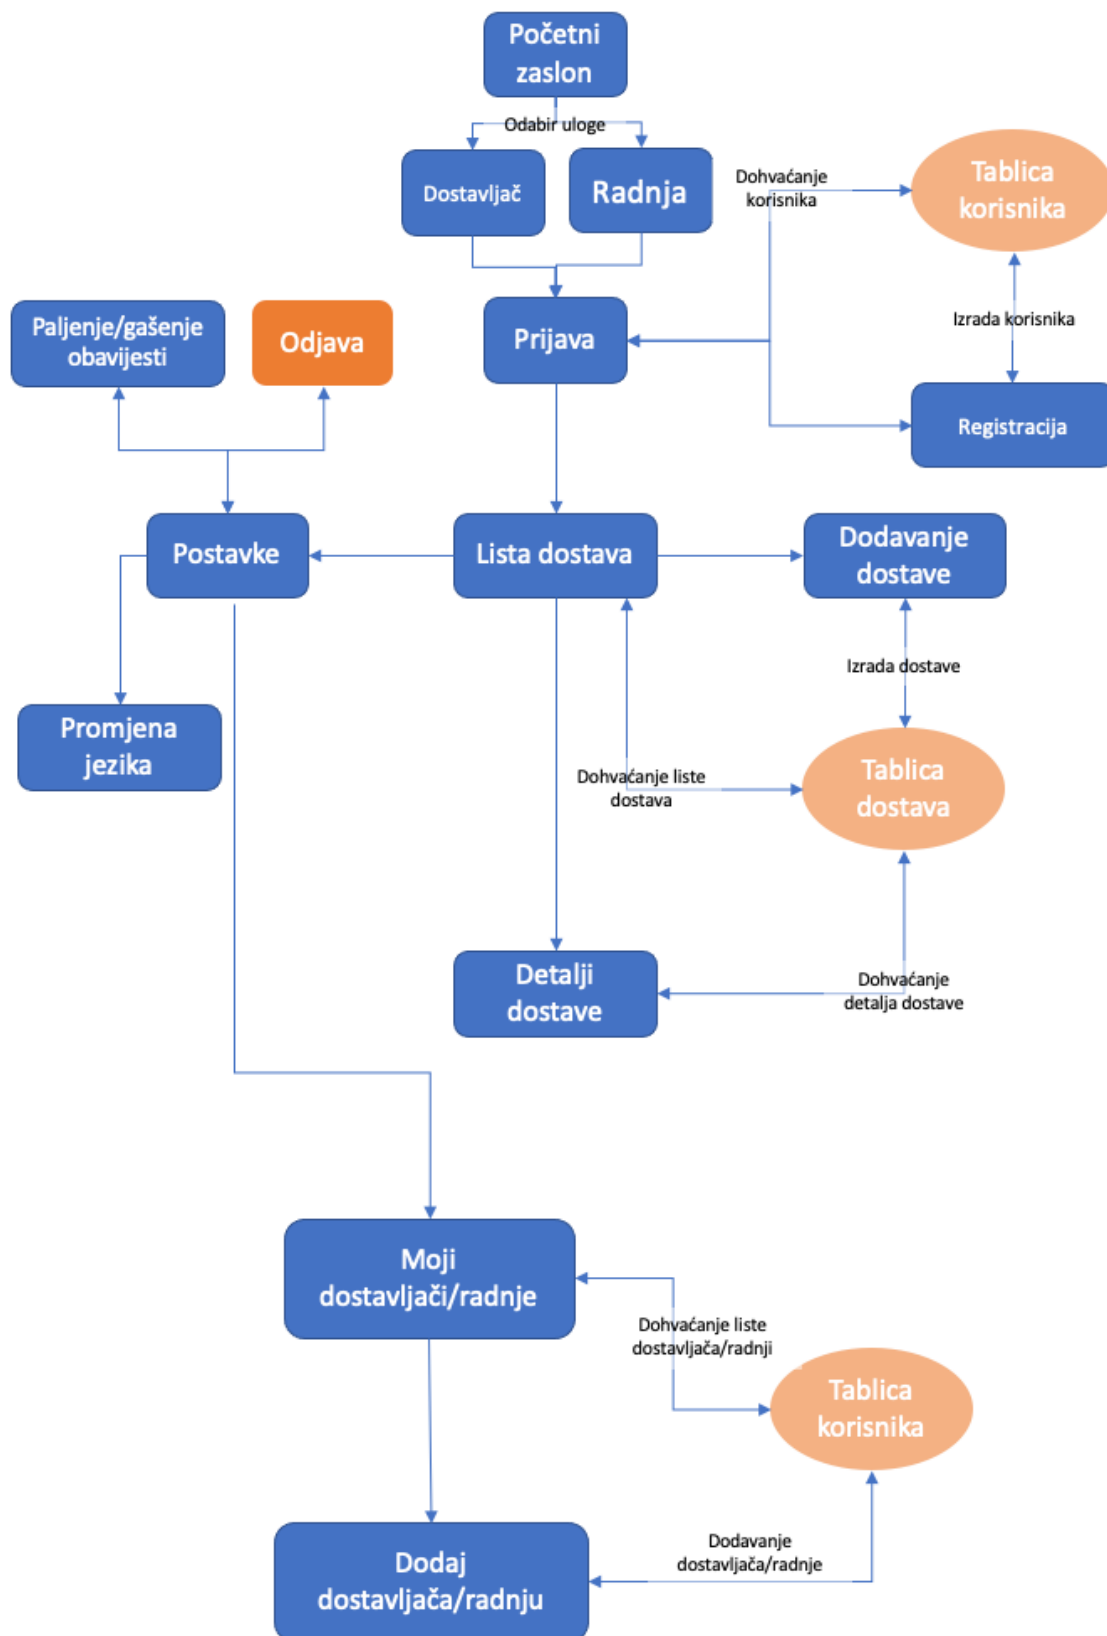 Početni
zaslon
Odabir uloge
Dostavljač
Radnja
Dohvaćanje
korisnika
Tablica
korisnika
Izrada korisnika
Paljenje/gašenje
obavijesti
Odjava
Prijava
Registracija
Postavke
Lista dostava
Dodavanje
dostave
Izrada dostave
Promjena
jezika
Dohvaćanje liste
dostava
Tablica
dostava
Detalji
dostave
Dohvaćanje
detalja dostave
Moji
dostavljači/radnje
Dohvaćanje liste
dostavljača/radnji
Tablica
korisnika
Dodavanje
dostavljača/radnje
Dodaj
dostavljača/radnju